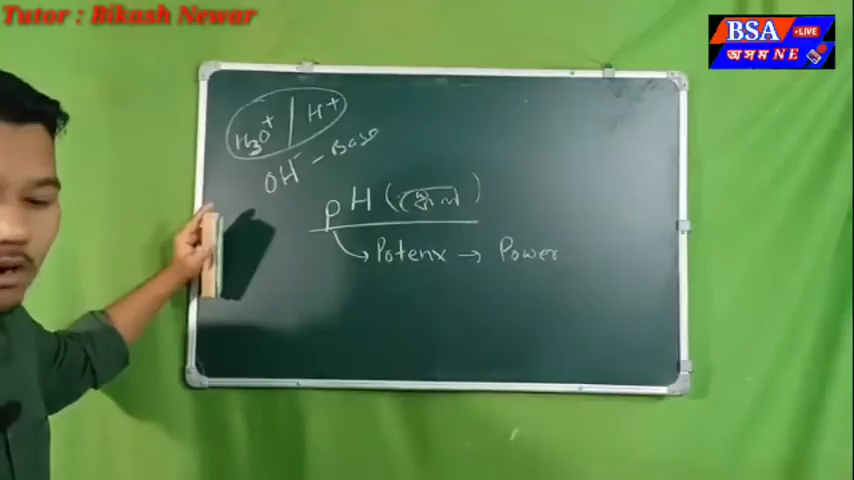 Tutor : Bikash Newar
BSA LIVE
অসম NE
H₃O⁺ | H⁺
OH⁻ - Base
pH
Potenx → Power